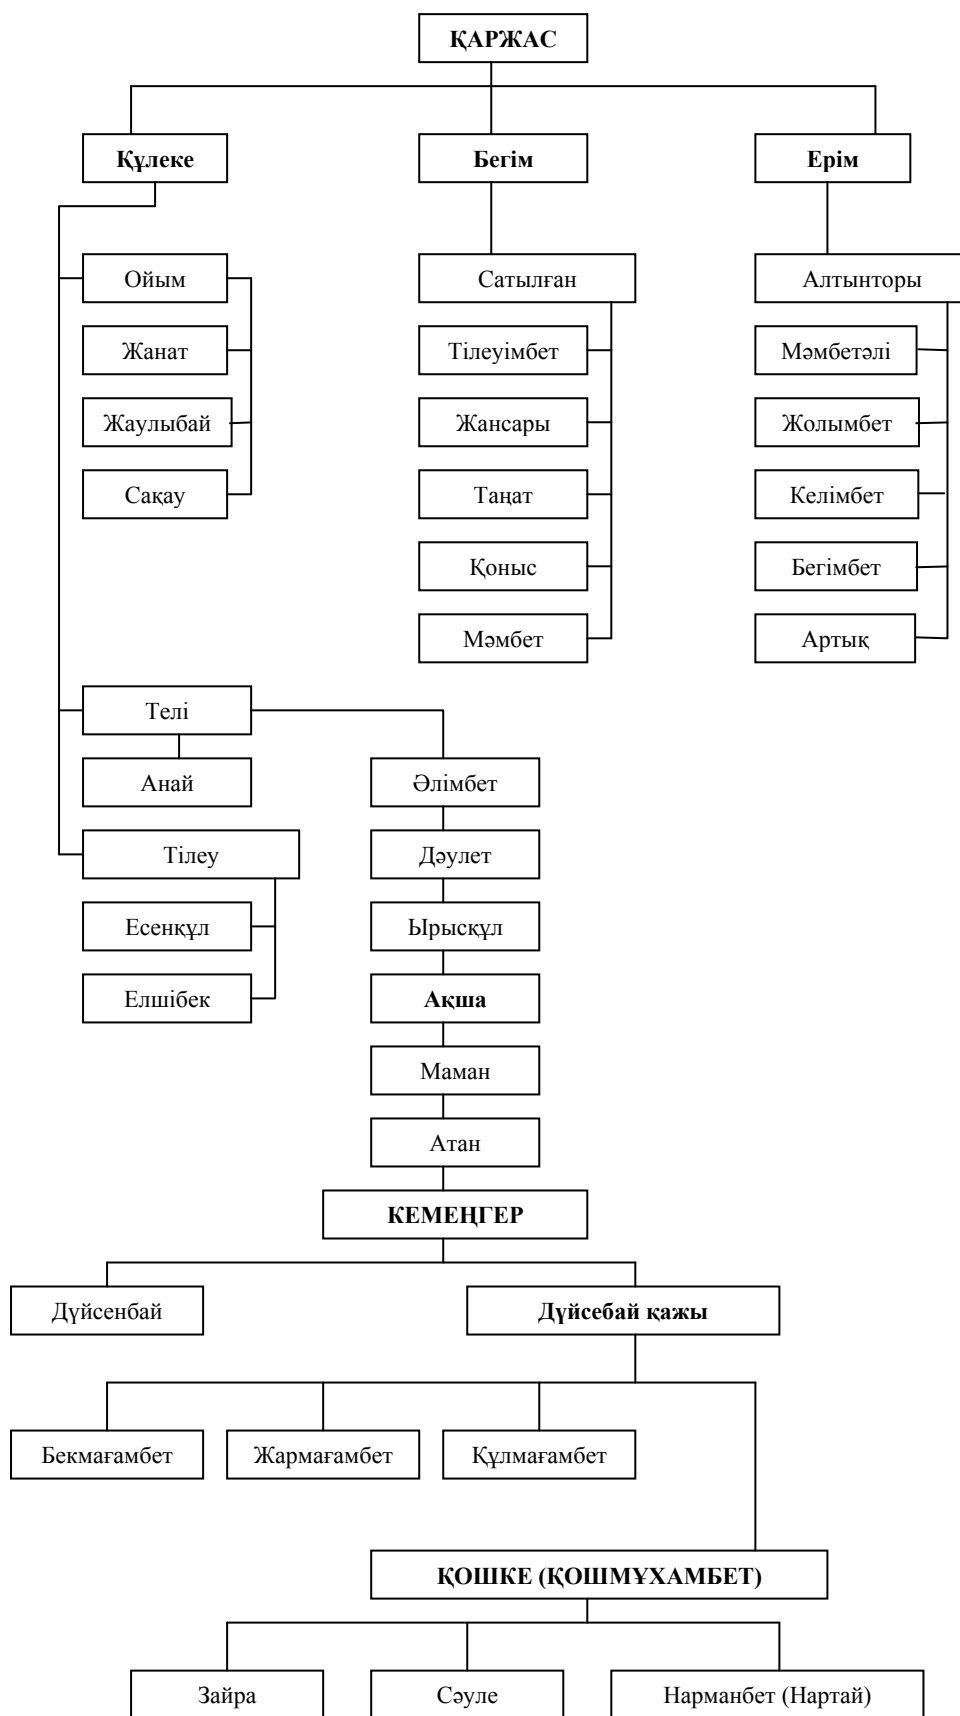 ҚАРЖАС
Құлеке
Бегім
Ерім
Ойым
Сатылған
Алтынторы
Жанат
Тілеуімбет
Мәмбетәлі
Жаулыбай
Жансары
Жолымбет
Сақау
Таңат
Келімбет
Қоныс
Бегімбет
Мәмбет
Артық
Телі
Анай
Әлімбет
Тілеу
Дәулет
Есенқұл
Ырысқұл
Елшібек
Ақша
Маман
Атан
КЕМЕҢГЕР
Дүйсенбай
Дүйсебай қажы
Бекмағамбет
Жармағамбет
Құлмағамбет
ҚОШКЕ (ҚОШМҰХАМБЕТ)
Зайра
Сәуле
Нарманбет (Нартай)